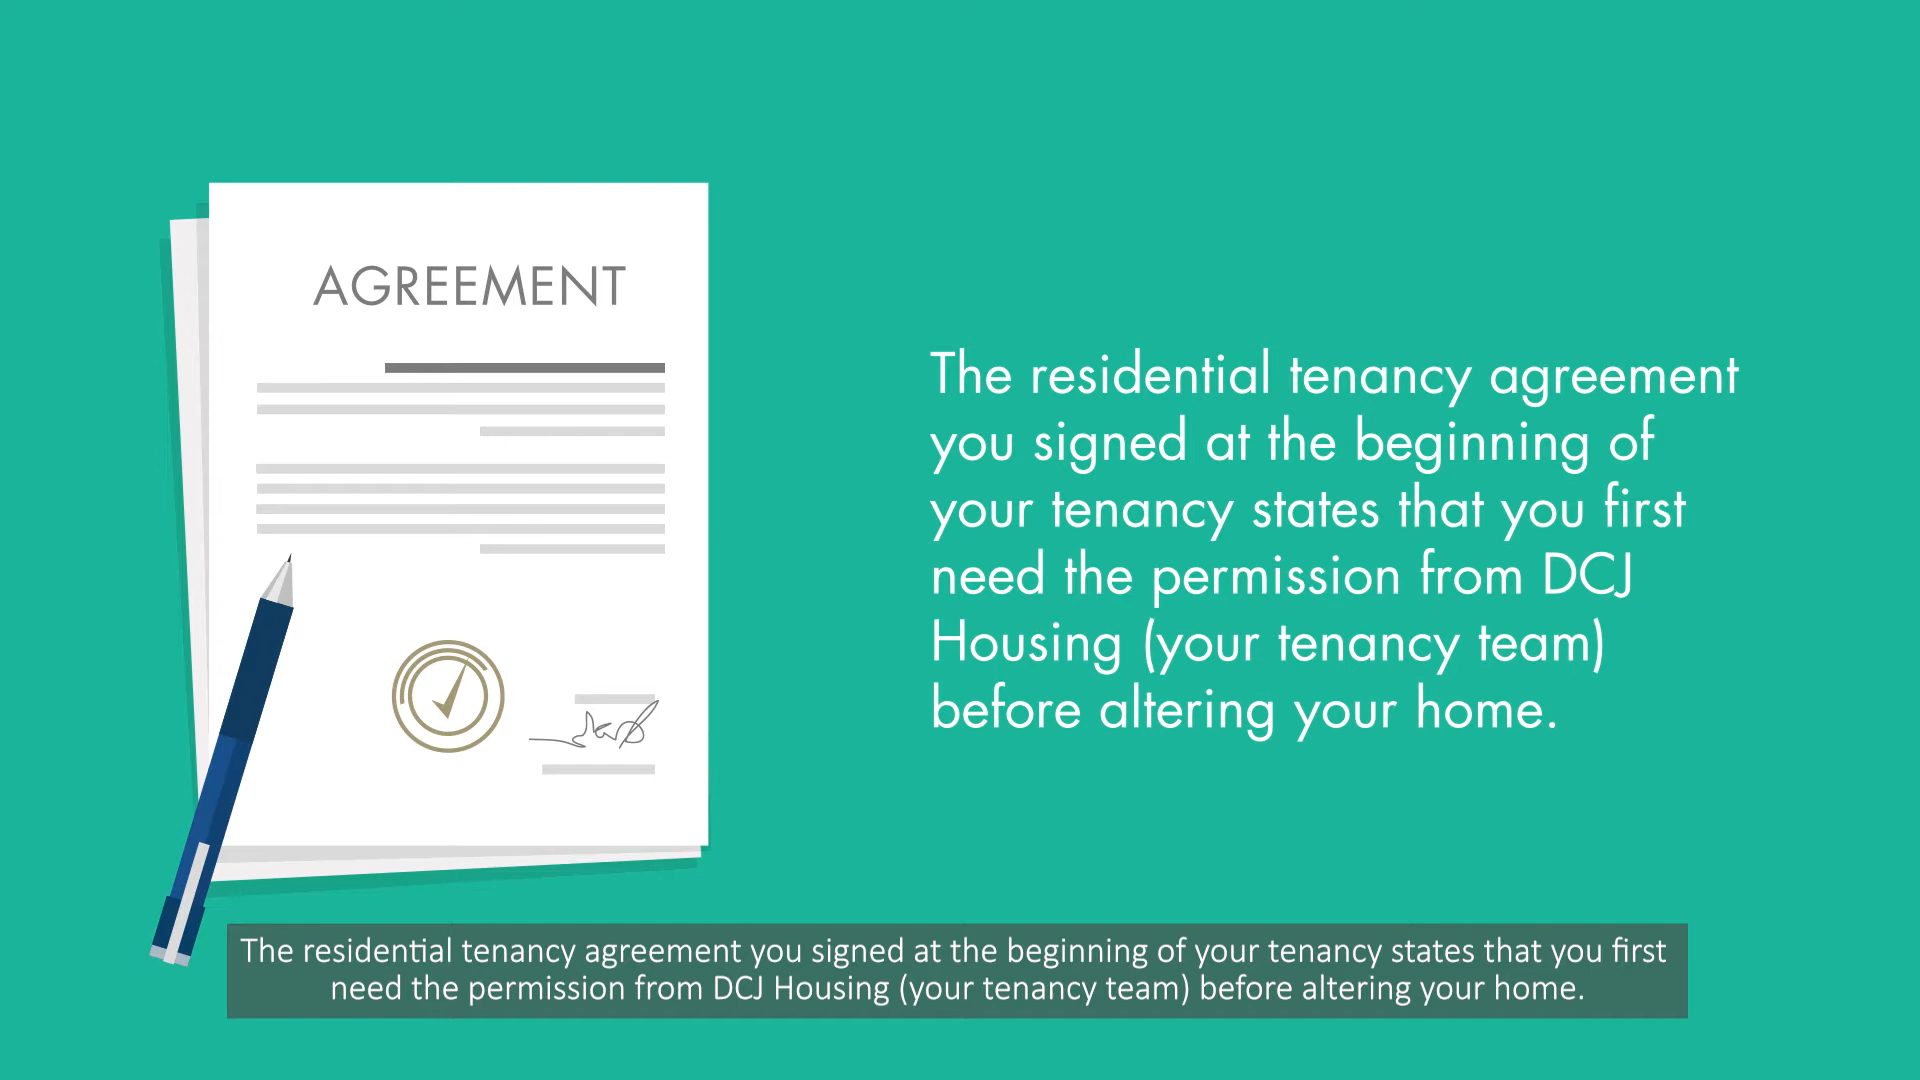 AGREEMENT
The residential tenancy agreement
you signed at the beginning of
your tenancy states that you first
need the permission from DCJ
Housing (your tenancy team)
before altering your home.
The residential tenancy agreement you signed at the beginning of your tenancy states that you first
need the permission from DCJ Housing (your tenancy team) before altering your home.